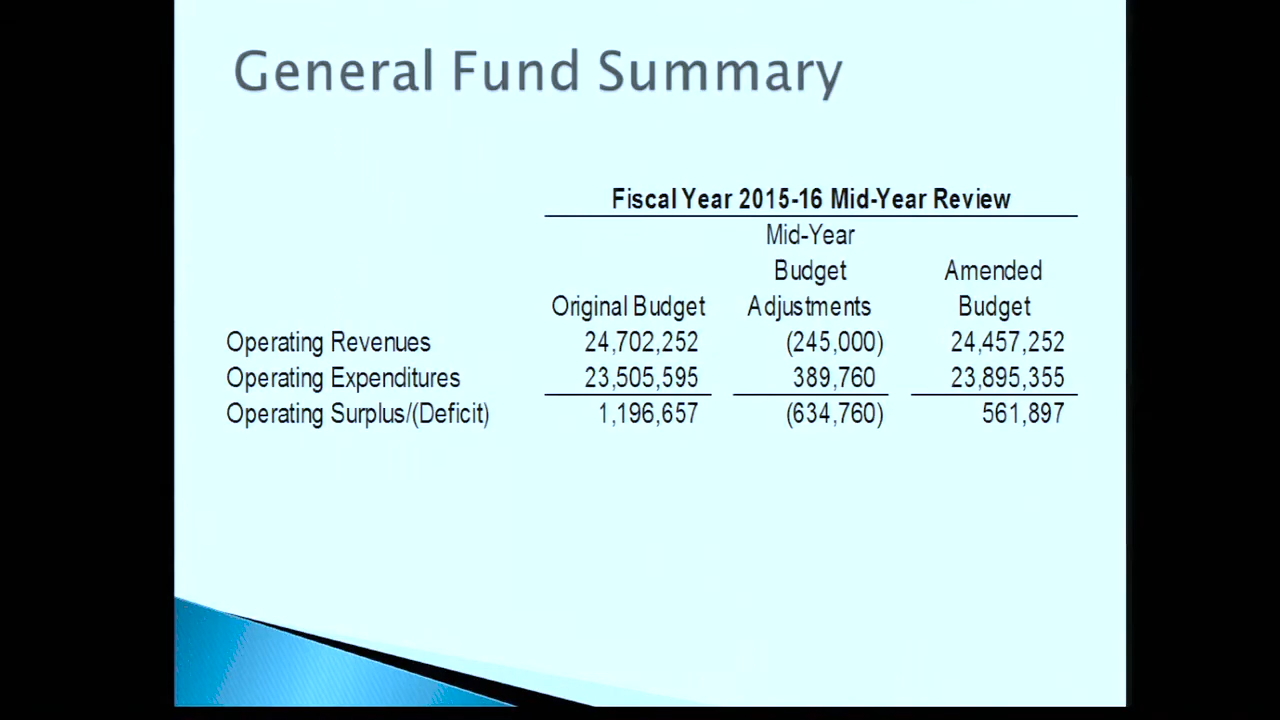 General Fund Summary
Fiscal Year 2015-16 Mid-Year Review
Mid-Year
Budget Amended
Original Budget Adjustments Budget
Operating Revenues 24,702,252 (245,000) 24,457,252
Operating Expenditures 23,505,595 389,760 23,895,355
Operating Surplus/(Deficit) 1,196,657 (634,760) 561,897